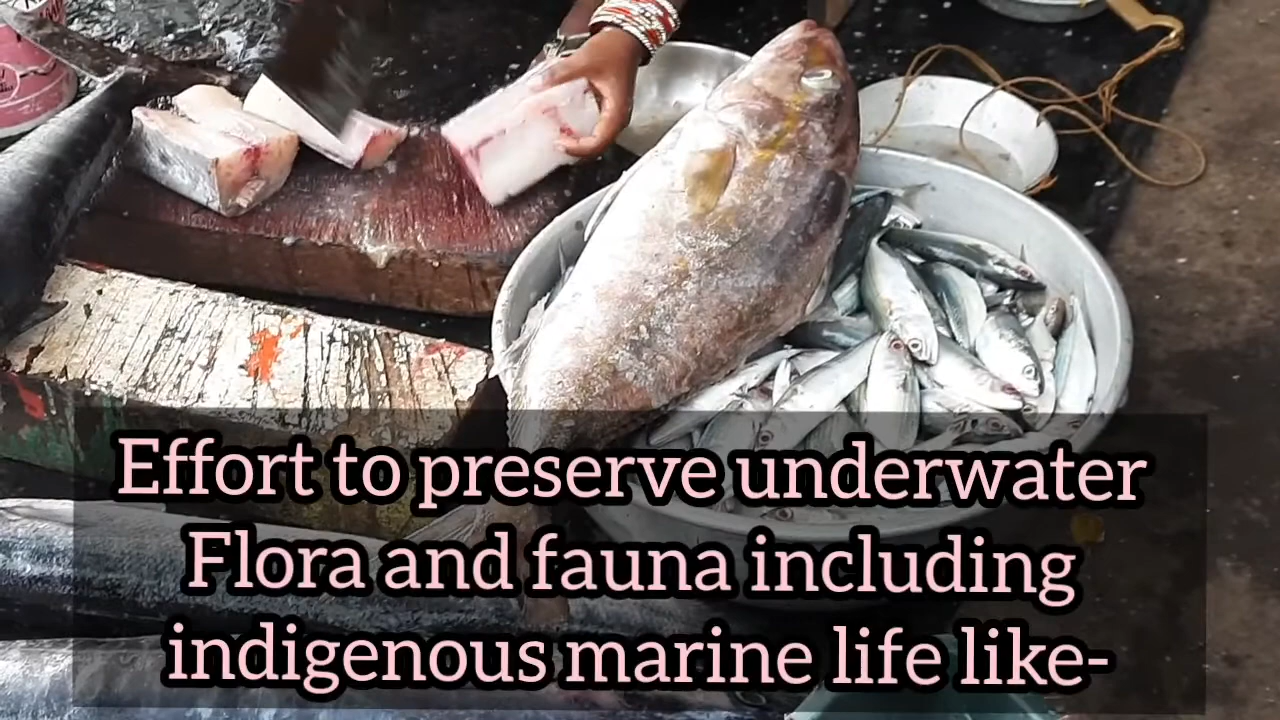 Effort to preserve underwater
Flora and fauna including
indigenous marine life like-